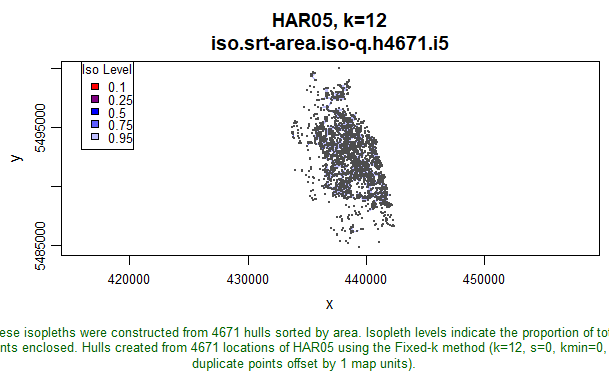 HAR05, k=12
iso.srt-area.iso-q.h4671.i5
Iso Level
0.1
0.25
0.5
0.75
0.95
y
5495000
5485000
420000 430000 440000 450000
x
ese isopleths were constructed from 4671 hulls sorted by area. Isopleth levels indicate the proportion of tot
nts enclosed. Hulls created from 4671 locations of HAR05 using the Fixed-k method (k=12, s=0, kmin=0,
duplicate points offset by 1 map units).